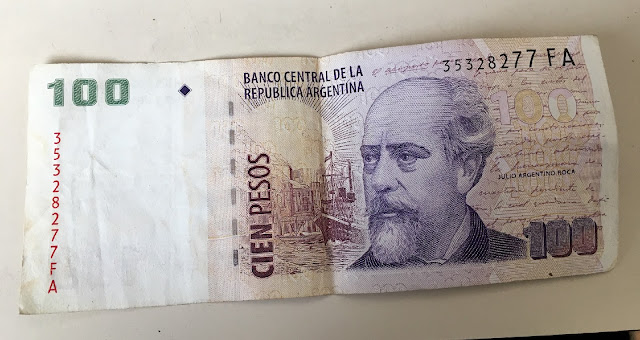 100
BANCO CENTRAL DE LA
REPUBLICA ARGENTINA
35328277 FA
35328277FA
CIEN PESOS
100
JULIO ARGENTINO ROCA
100